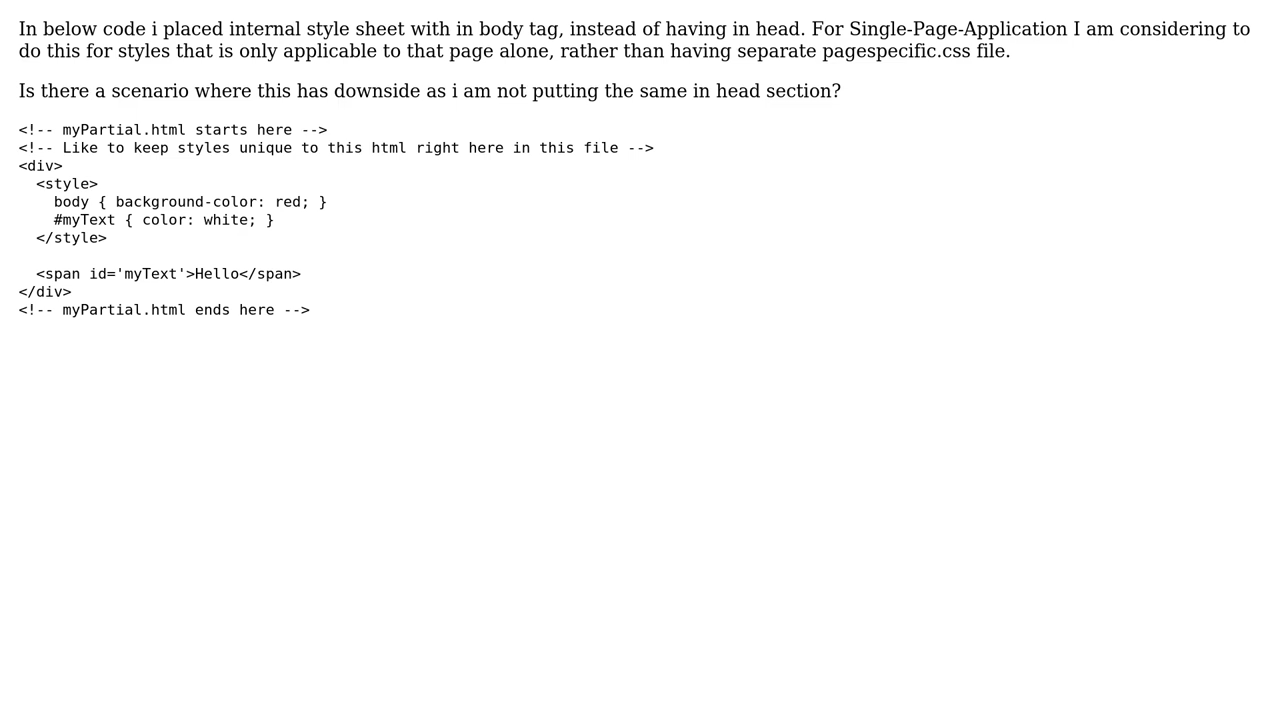 In below code i placed internal style sheet with in body tag, instead of having in head. For Single-Page-Application I am considering to
do this for styles that is only applicable to that page alone, rather than having separate pagespecific.css file.
Is there a scenario where this has downside as i am not putting the same in head section?
<!-- myPartial.html starts here -->
<!-- Like to keep styles unique to this html right here in this file -->
<div>
  <style>
    body { background-color: red; }
    #myText { color: white; }
  </style>
  <span id='myText'>Hello</span>
</div>
<!-- myPartial.html ends here -->